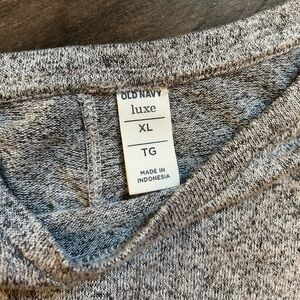 OLD NAVY
luxe
XL
TG
MADE IN
INDONESIA